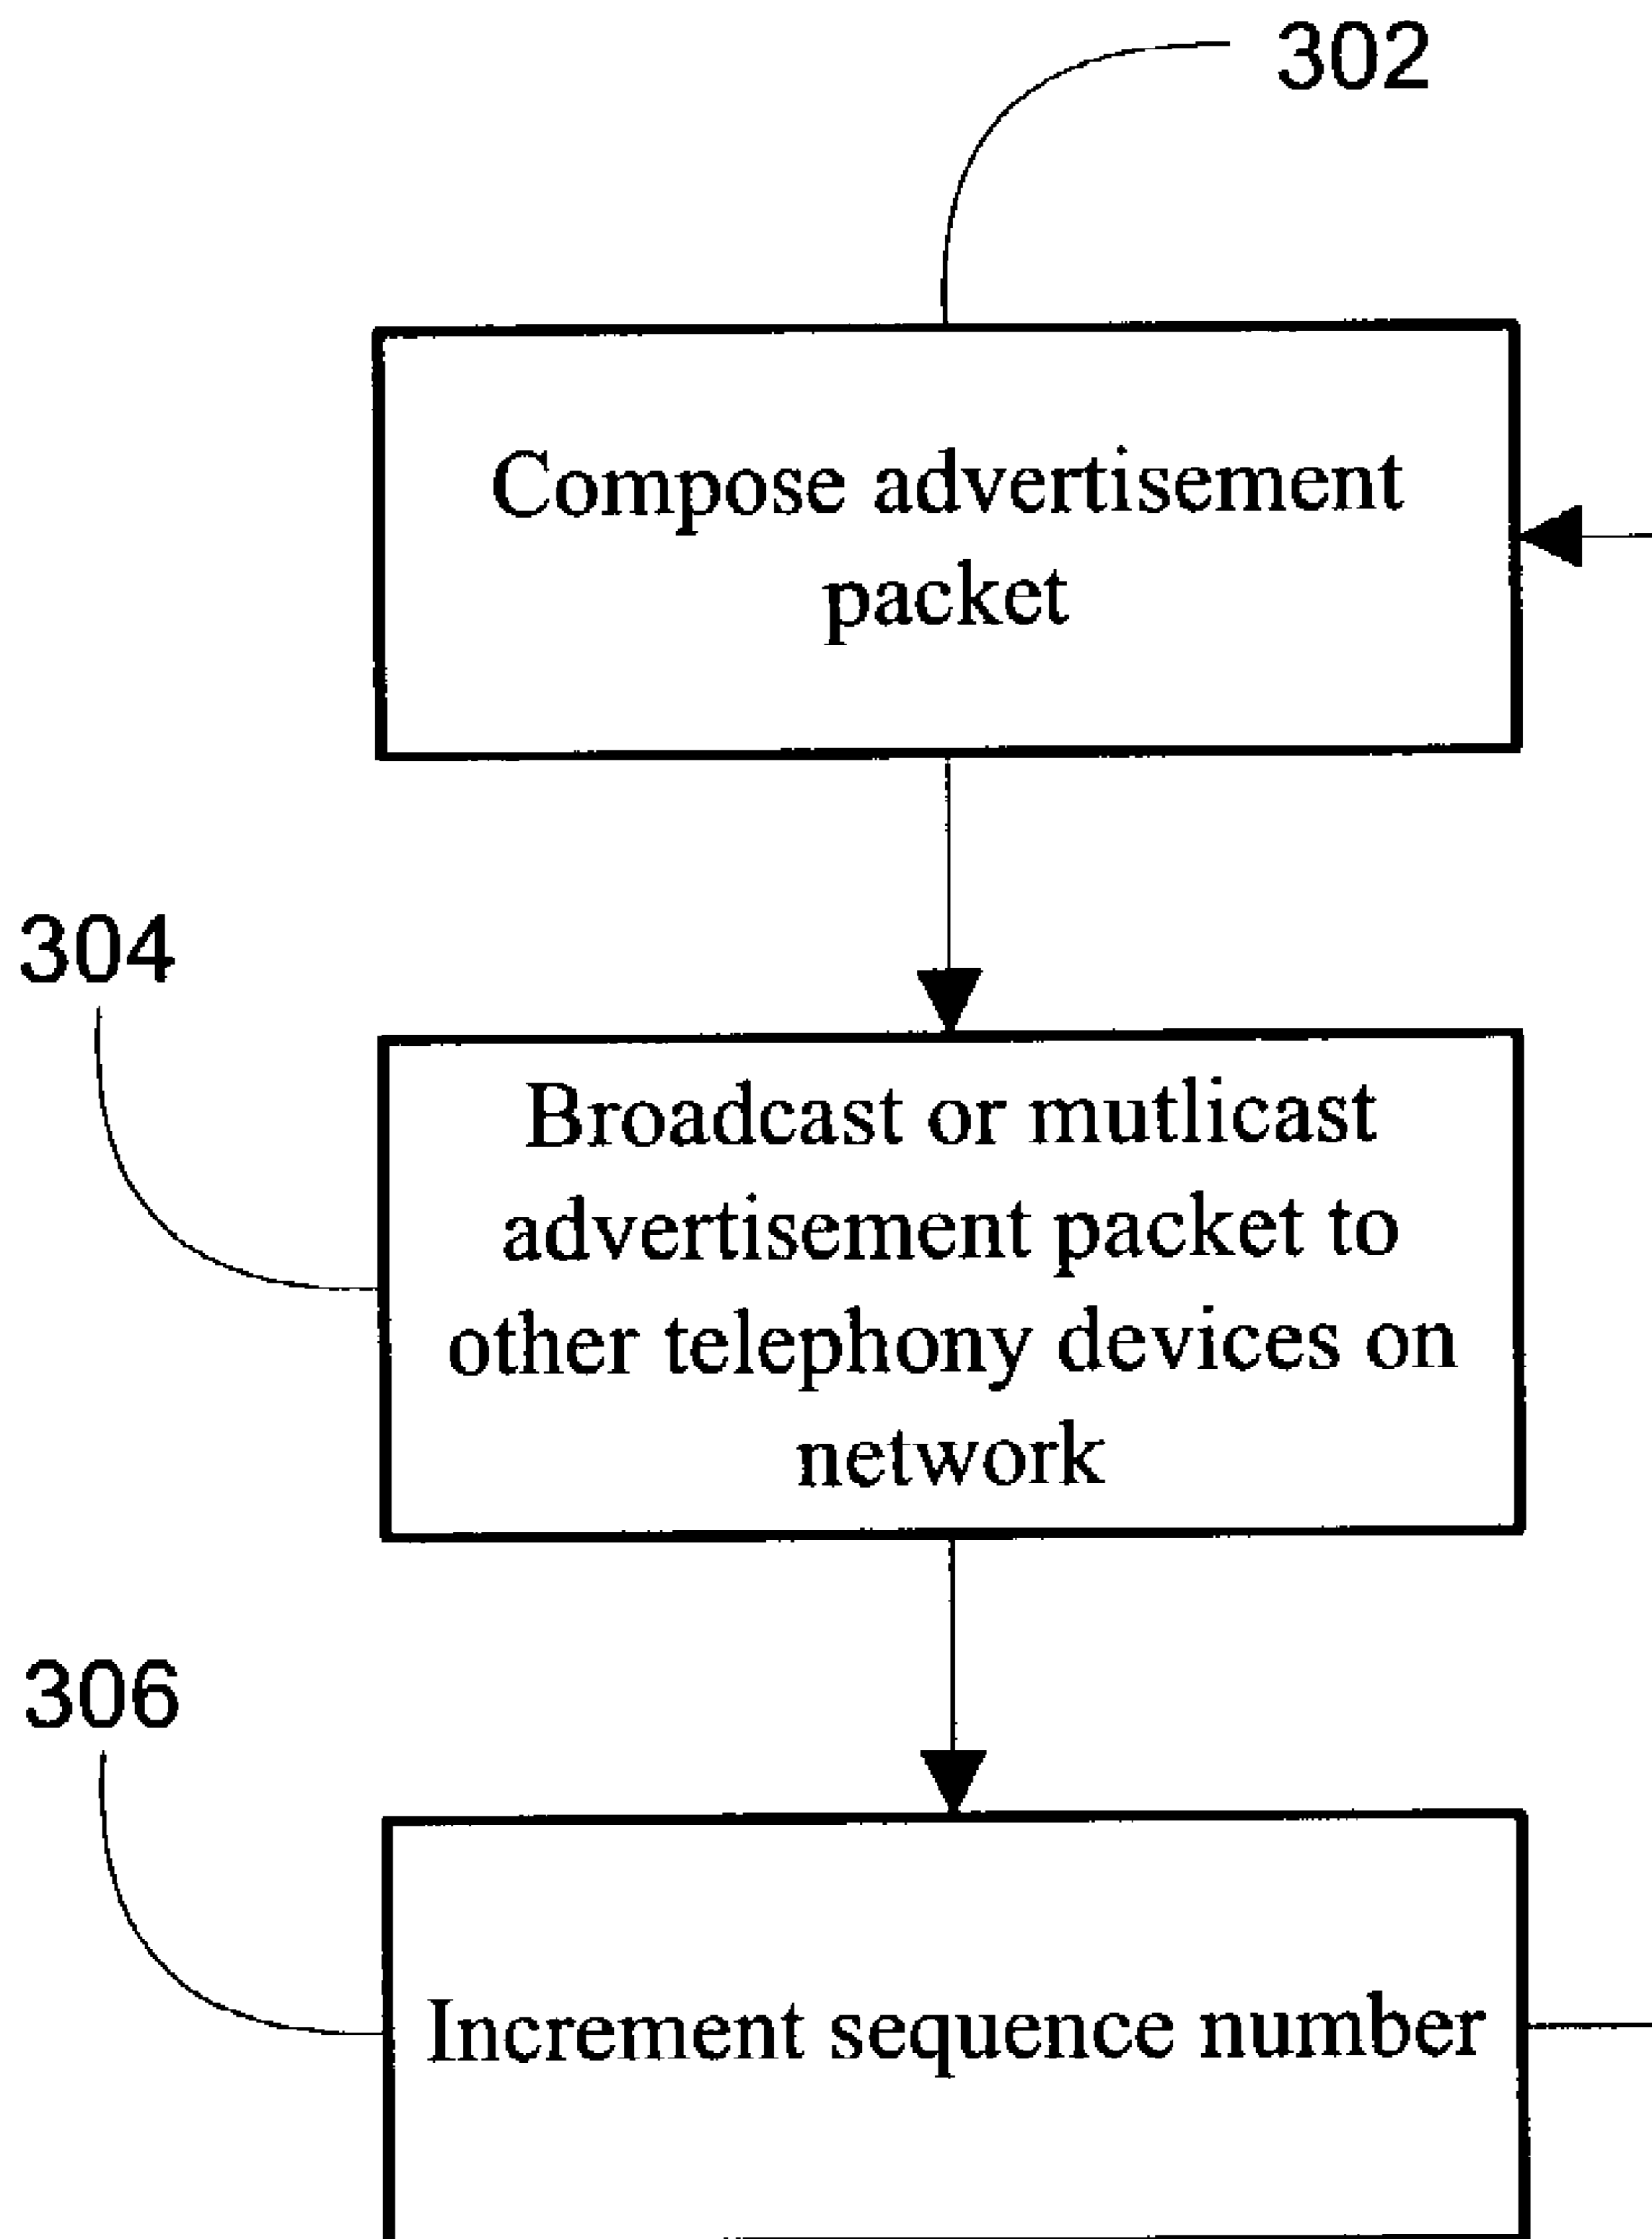 302
Compose advertisement
packet
304
Broadcast or mutlicast
advertisement packet to
other telephony devices on
network
306
Increment sequence number